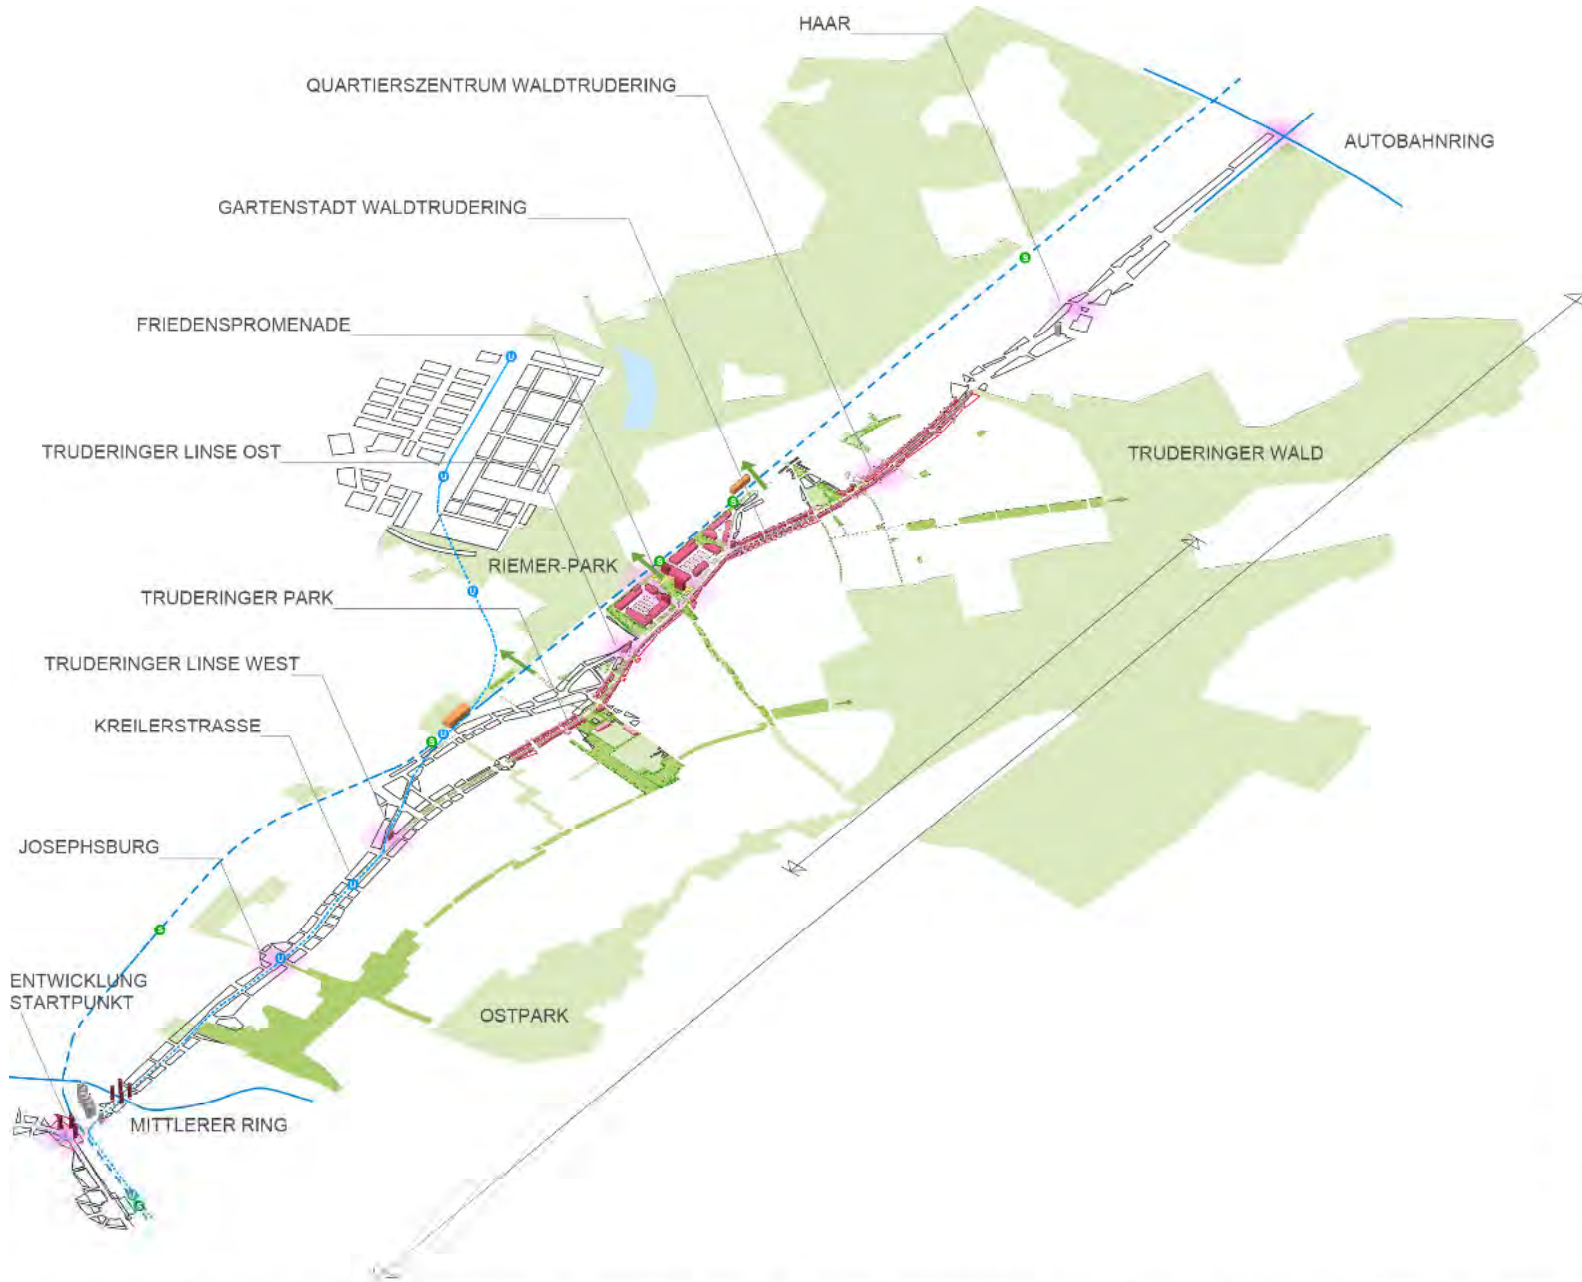 HAAR
QUARTIERSZENTRUM WALDTRUDERING
AUTOBAHNRING
GARTENSTADT WALDTRUDERING
FRIEDENSPROMENADE
TRUDERINGER LINSE OST
TRUDERINGER WALD
RIEMER-PARK
TRUDERINGER PARK
TRUDERINGER LINSE WEST
KREILERSTRASSE
JOSEPHSBURG
ENTWICKLUNG
STARTPUNKT
OSTPARK
MITTLERER RING
U
U
U
U
U
U
S
S
S
S
S